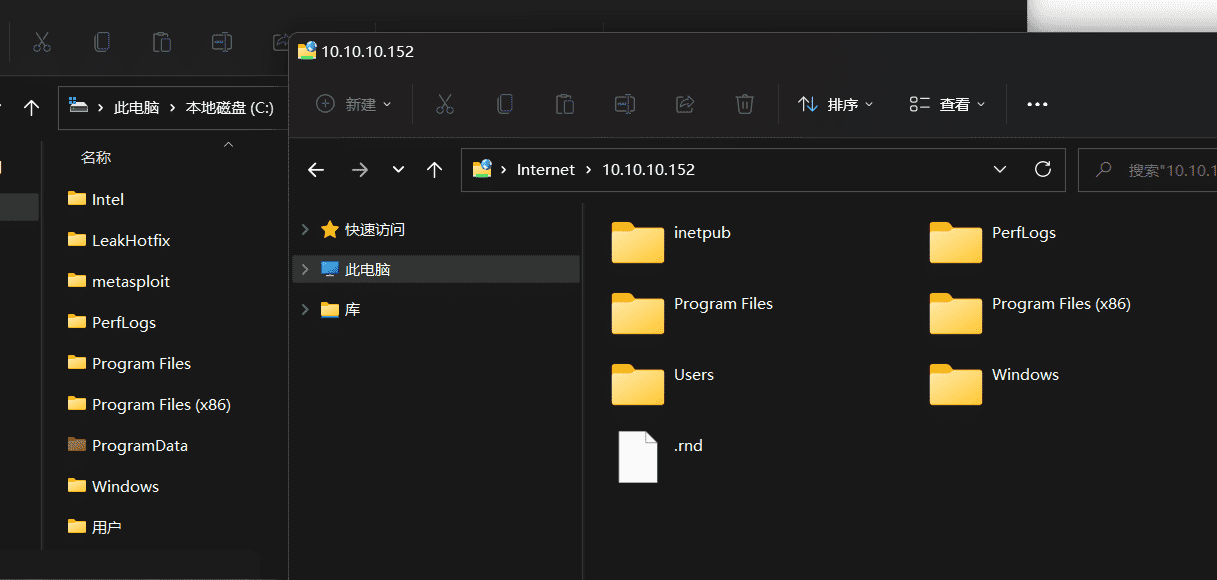 此电脑 本地磁盘 (C:)
名称
Intel
LeakHotfix
metasploit
PerfLogs
Program Files
Program Files (x86)
ProgramData
Windows
用户
10.10.10.152
新建 排序 查看
Internet 10.10.10.152
搜索"10.10.1
快速访问
此电脑
库
inetpub PerfLogs
Program Files Program Files (x86)
Users Windows
.rnd